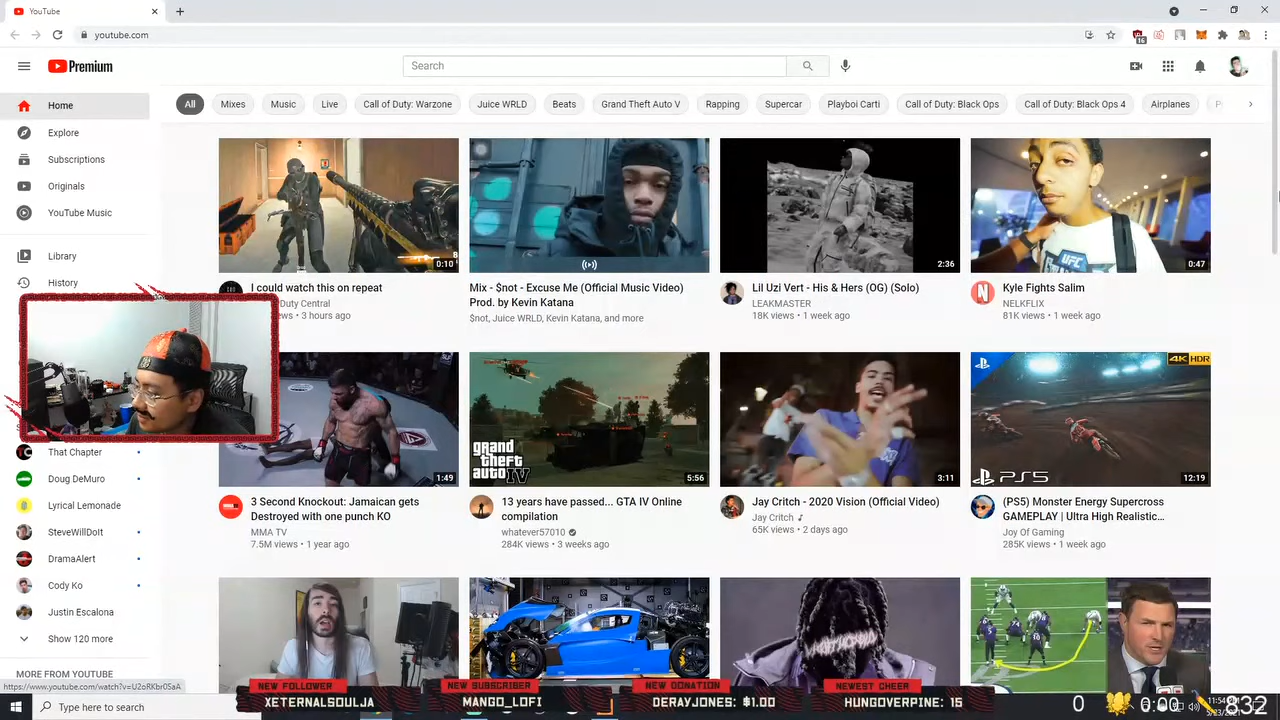 YouTube
youtube.com
16
Premium
Search
Home
Explore
Subscriptions
Originals
YouTube Music
Library
History
All
Mixes
Music
Live
Call of Duty: Warzone
Juice WRLD
Beats
Grand Theft Auto V
Rapping
Supercar
Playboi Carti
Call of Duty: Black Ops
Call of Duty: Black Ops 4
Airplanes
0:10
2:36
UFC
0:47
I could watch this on repeat
Duty Central
3 hours ago
Mix - $not - Excuse Me (Official Music Video)
Prod. by Kevin Katana
$not, Juice WRLD, Kevin Katana, and more
Lil Uzi Vert - His & Hers (OG) (Solo)
LEAKMASTER
18K views • 1 week ago
Kyle Fights Salim
NELKFLIX
81K views • 1 week ago
1:49
grand
theft
auto IV
5:56
3:11
4K HDR
PS5
12:19
3 Second Knockout: Jamaican gets
Destroyed with one punch KO
MMA TV
7.5M views • 1 year ago
13 years have passed... GTA IV Online
compilation
whatever57010
284K views • 3 weeks ago
Jay Critch - 2020 Vision (Official Video)
Jay Critch
65K views • 2 days ago
(PS5) Monster Energy Supercross
GAMEPLAY | Ultra High Realistic...
Joy Of Gaming
285K views • 1 week ago
That Chapter
Doug DeMuro
Lyrical Lemonade
SteveWillDoIt
DramaAlert
Cody Ko
Justin Escalona
Show 120 more
MORE FROM YOUTUBE
https://www.youtube.com/watch?v=U2oRKbr05aA
Type here to search
NEW FOLLOWER
XETERNALSOULJA
NEW SUBSCRIBER
MANGO_LOFI
NEW DONATION
DERAYJONES: $1.00
NEWEST CHEER
HUNGOVERPINE: 15
0
0:00